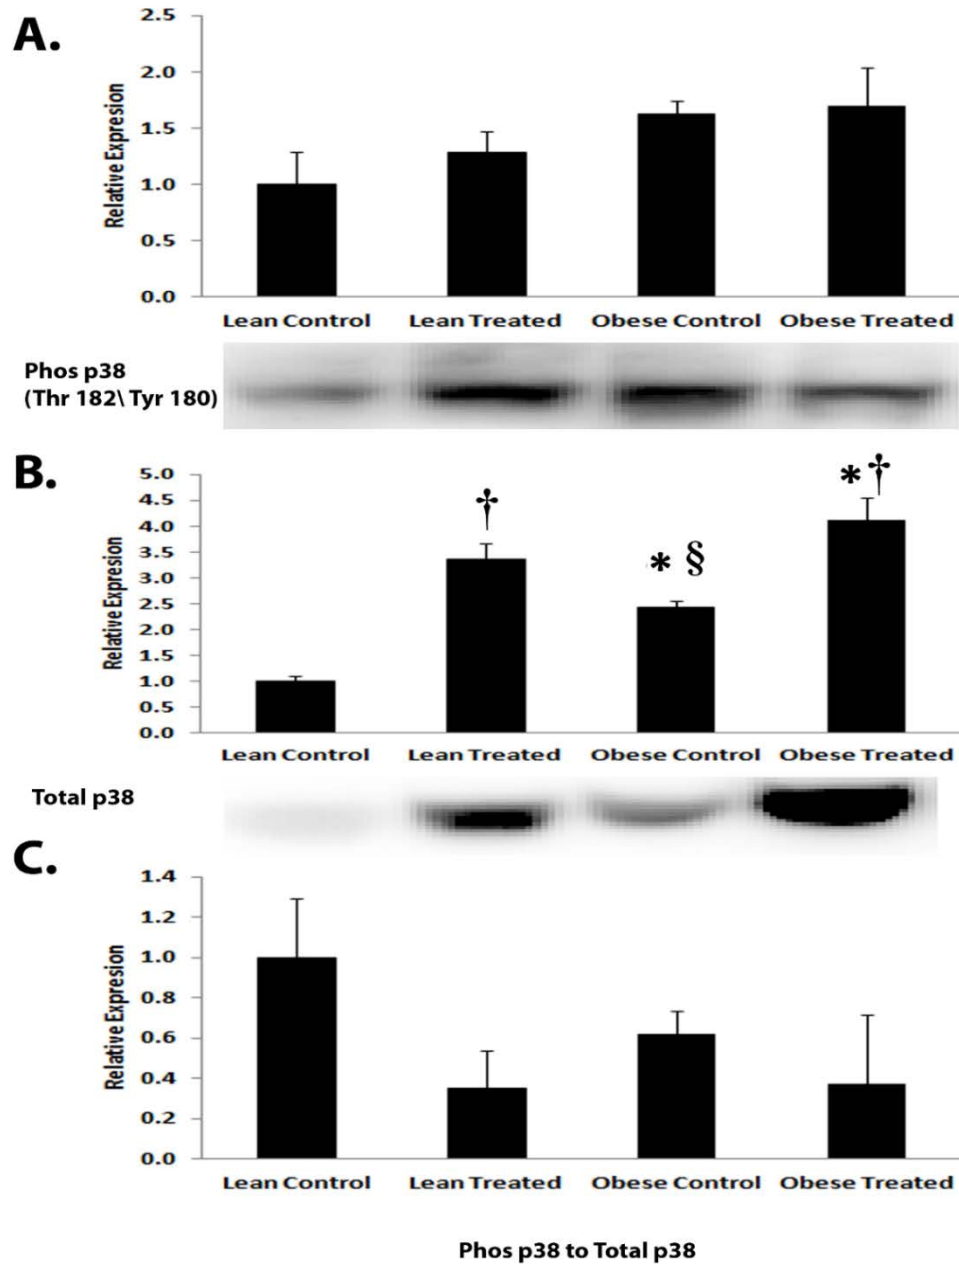 A.
2.5
2.0
1.5
1.0
0.5
0.0
Relative Expresion
Lean Control Lean Treated Obese Control Obese Treated
Phos p38
(Thr 182\ Tyr 180)
B.
5.0
4.5
4.0
3.5
3.0
2.5
2.0
1.5
1.0
0.5
0.0
Relative Expresion
† * § *†
Lean Control Lean Treated Obese Control Obese Treated
Total p38
C.
1.4
1.2
1.0
0.8
0.6
0.4
0.2
0.0
Relative Expresion
Lean Control Lean Treated Obese Control Obese Treated
Phos p38 to Total p38